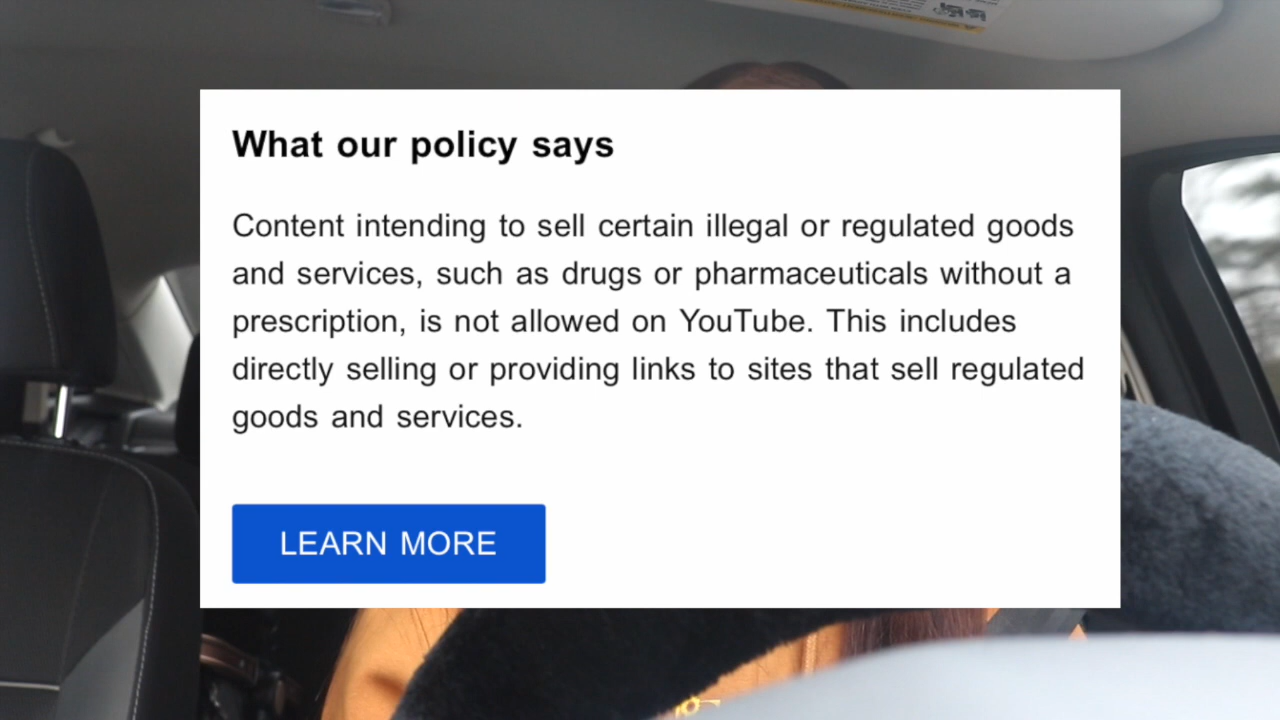 What our policy says
Content intending to sell certain illegal or regulated goods
and services, such as drugs or pharmaceuticals without a
prescription, is not allowed on YouTube. This includes
directly selling or providing links to sites that sell regulated
goods and services.
LEARN MORE